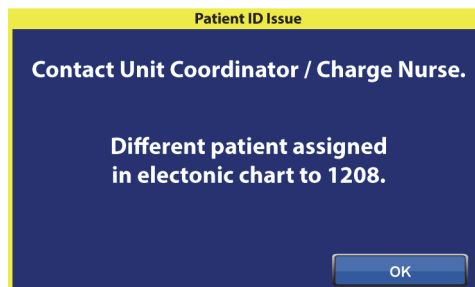 Patient ID Issue
Contact Unit Coordinator / Charge Nurse.
Different patient assigned
in electonic chart to 1208.
OK